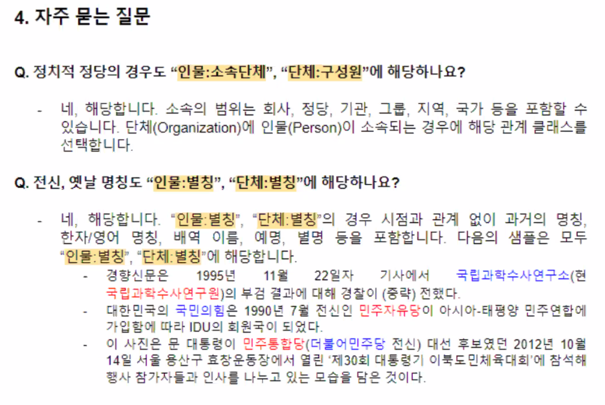 4. 자주 묻는 질문
Q. 정치적 정당의 경우도 “인물:소속단체”, “단체:구성원”에 해당하나요?
- 네, 해당합니다. 소속의 범위는 회사, 정당, 기관, 그룹, 지역, 국가 등을 포함할 수
있습니다. 단체(Organization)에 인물(Person)이 소속되는 경우에 해당 관계 클래스를
선택합니다.
Q. 전신, 옛날 명칭도 “인물:별칭”, “단체:별칭”에 해당하나요?
- 네, 해당합니다. “인물:별칭”, “단체:별칭”의 경우 시점과 관계 없이 과거의 명칭,
한자/영어 명칭, 배역 이름, 예명, 별명 등을 포함합니다. 다음의 샘플은 모두
“인물:별칭”, “단체:별칭”에 해당합니다.
- 경향신문은 1995년 11월 22일자 기사에서 국립과학수사연구소(현
국립과학수사연구원)의 부검 결과에 대해 경찰이 (중략) 전했다.
- 대한민국의 국민의힘은 1990년 7월 전신인 민주자유당이 아시아-태평양 민주연합에
가입함에 따라 IDU의 회원국이 되었다.
- 이 사진은 문 대통령이 민주통합당(더불어민주당 전신) 대선 후보였던 2012년 10월
14일 서울 용산구 효창운동장에서 열린 ‘제30회 대통령기 이북도민체육대회’에 참석해
행사 참가자들과 인사를 나누고 있는 모습을 담은 것이다.